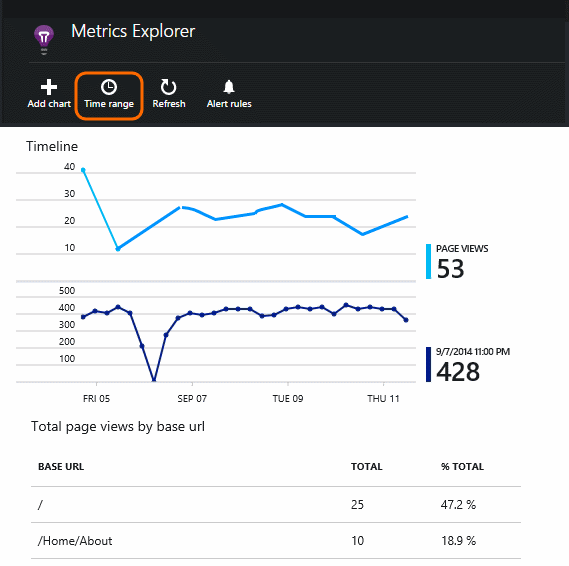 Metrics Explorer
Add chart Time range Refresh Alert rules
Timeline
40
30
20
10
PAGE VIEWS
53
500
400
300
200
100
9/7/2014 11:00 PM
428
FRI 05 SEP 07 TUE 09 THU 11
Total page views by base url
BASE URL TOTAL % TOTAL
/ 25 47.2 %
/Home/About 10 18.9 %